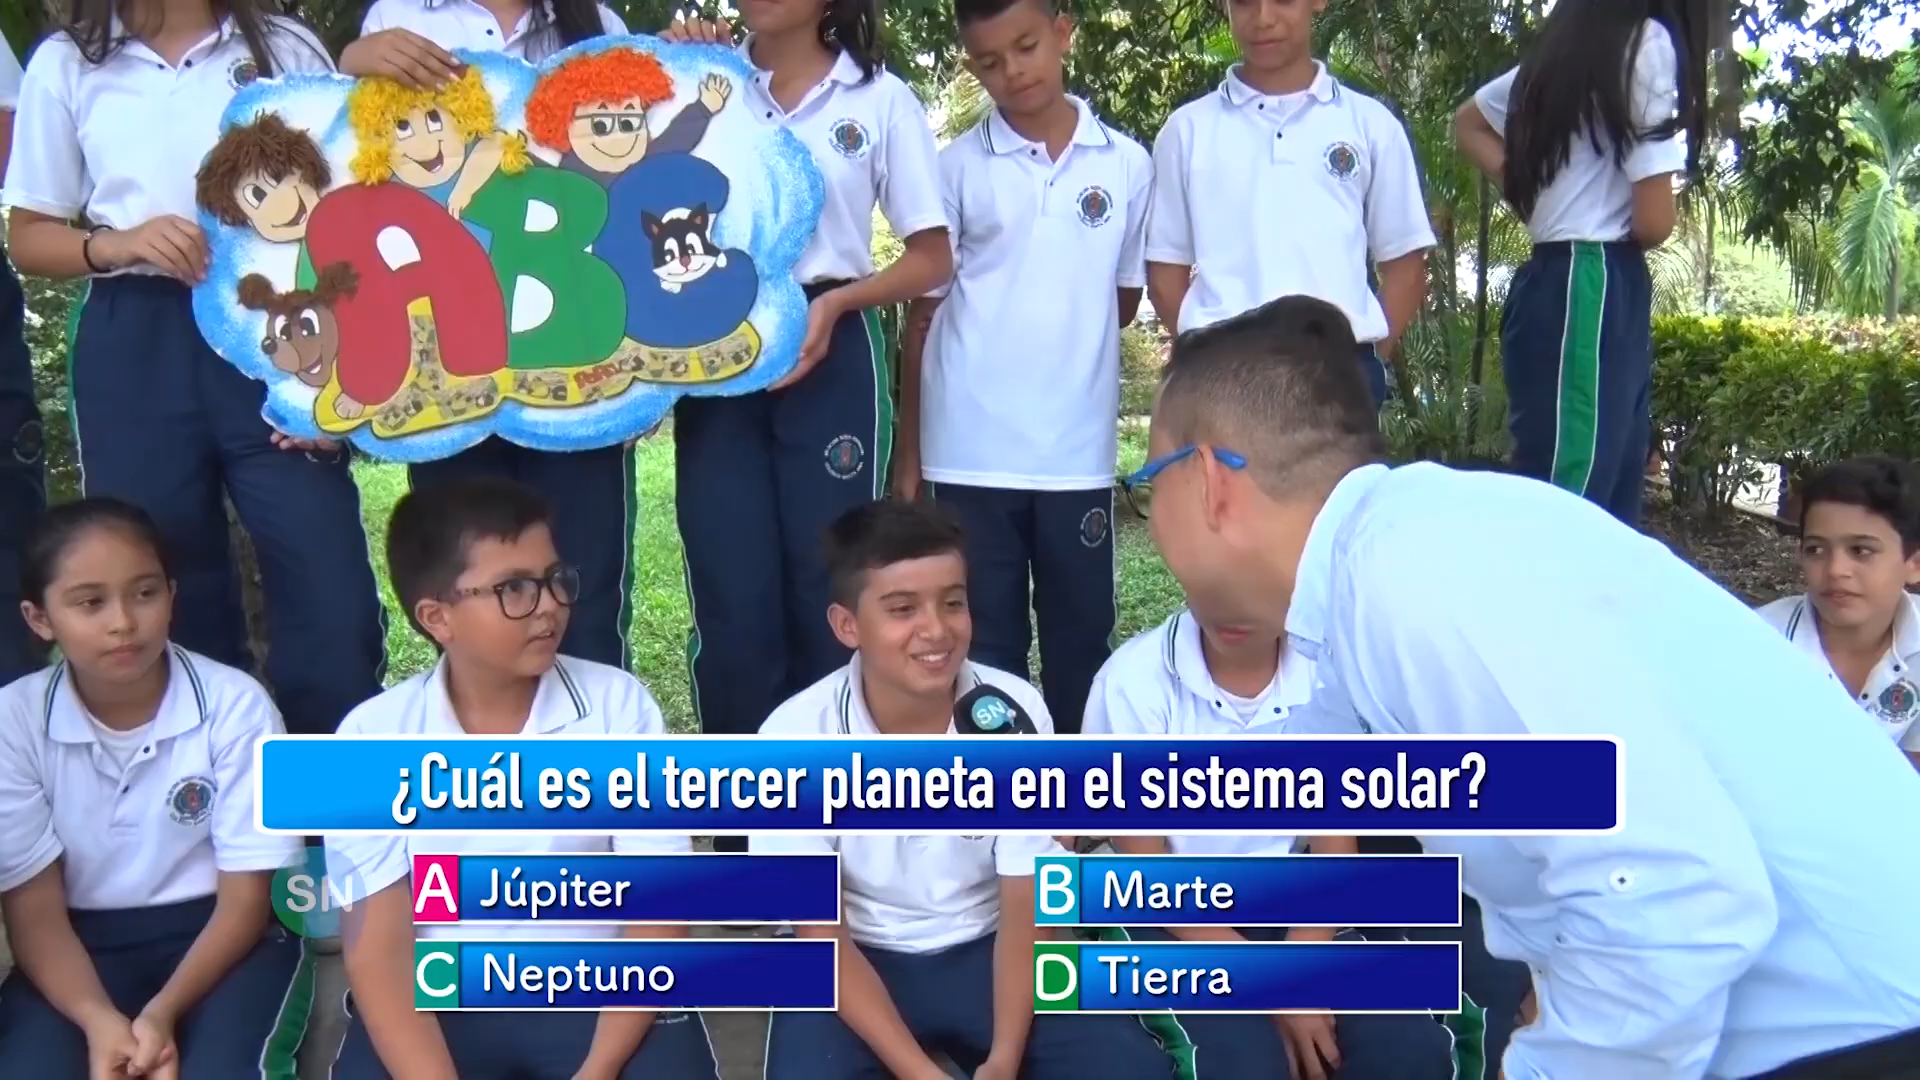 ABC
SN
¿Cuál es el tercer planeta en el sistema solar?
A Júpiter
B Marte
C Neptuno
D Tierra
SN